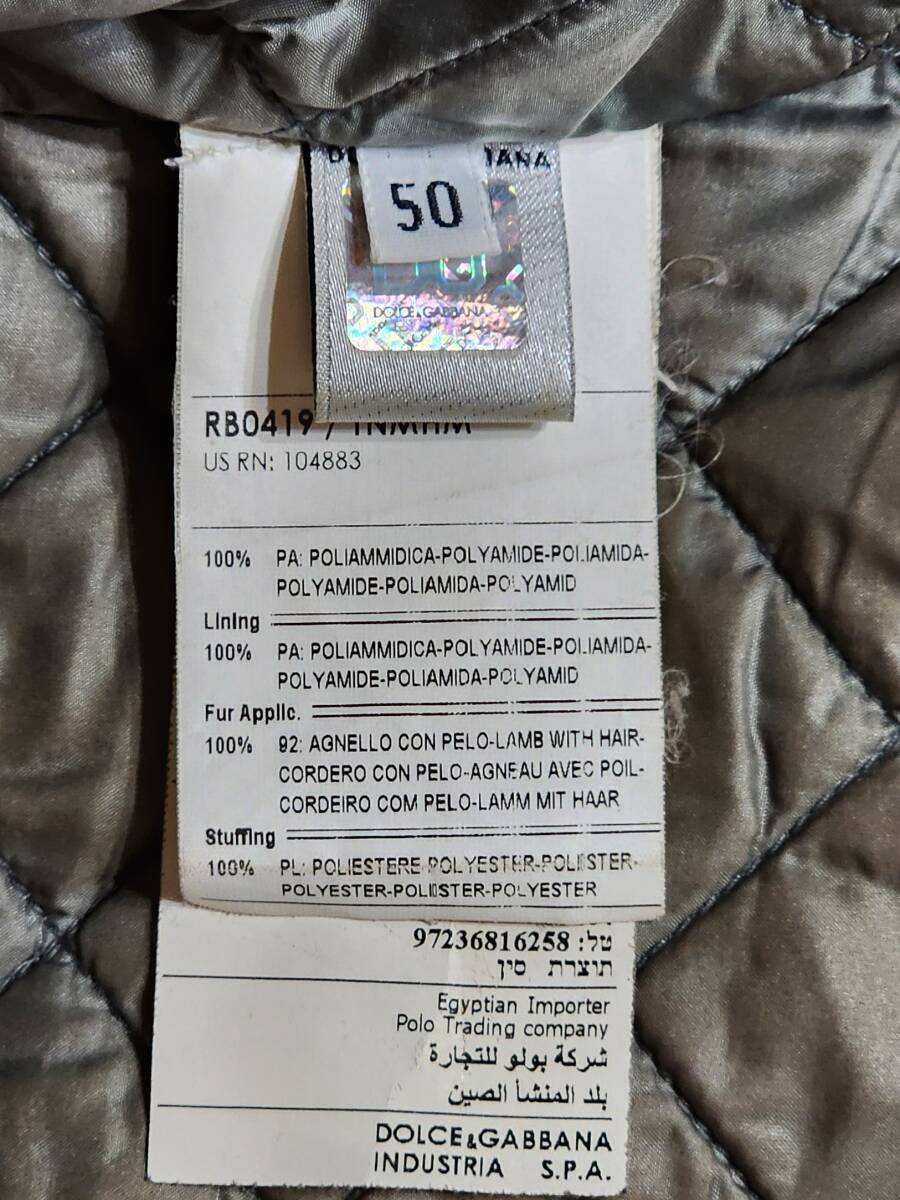 50
DOLCE & GABBANA
RB0419 /
US RN: 104883
100% PA: POLIAMMIDICA-POLYAMIDE-POLIAMIDA-
POLYAMIDE-POLIAMIDA-POLYAMID
Lining
100% PA: POLIAMMIDICA-POLYAMIDE-POLIAMIDA-
POLYAMIDE-POLIAMIDA-POLYAMID
Fur Applic.
100% 92: AGNELLO CON PELO-LAMB WITH HAIR-
CORDERO CON PELO-AGNEAU AVEC POIL-
CORDEIRO COM PELO-LAMM MIT HAAR
Stuffing
100% PL: POLIESTERE-POLYESTER-POLIESTER-
POLYESTER-POLIESTER-POLYESTER
טל: 97236816258
תוצרת סין
Egyptian Importer
Polo Trading company
شركة بولو للتجارة
بلد المنشأ الصين
DOLCE&GABBANA
INDUSTRIA S.P.A.